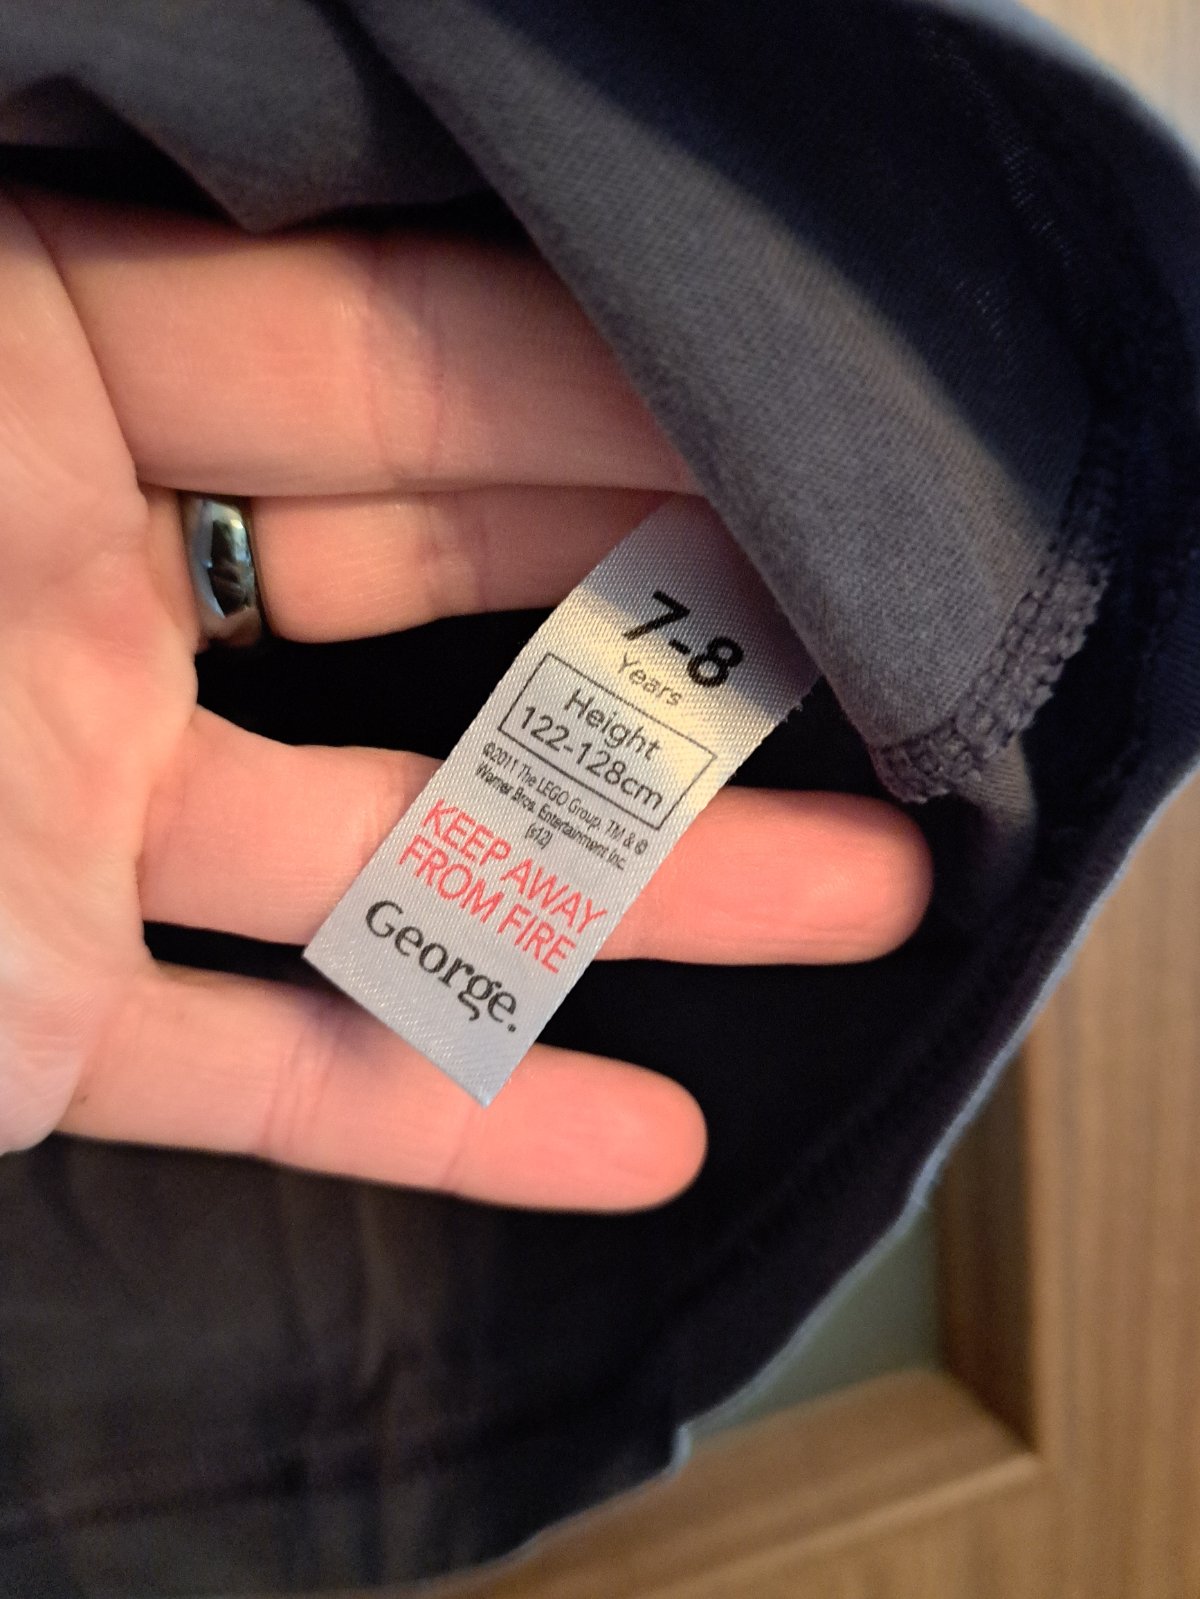 7-8
Years
Height
122-128cm
©2011 The LEGO Group. TM & ©
Warner Bros. Entertainment Inc.
(s12)
KEEP AWAY
FROM FIRE
George.